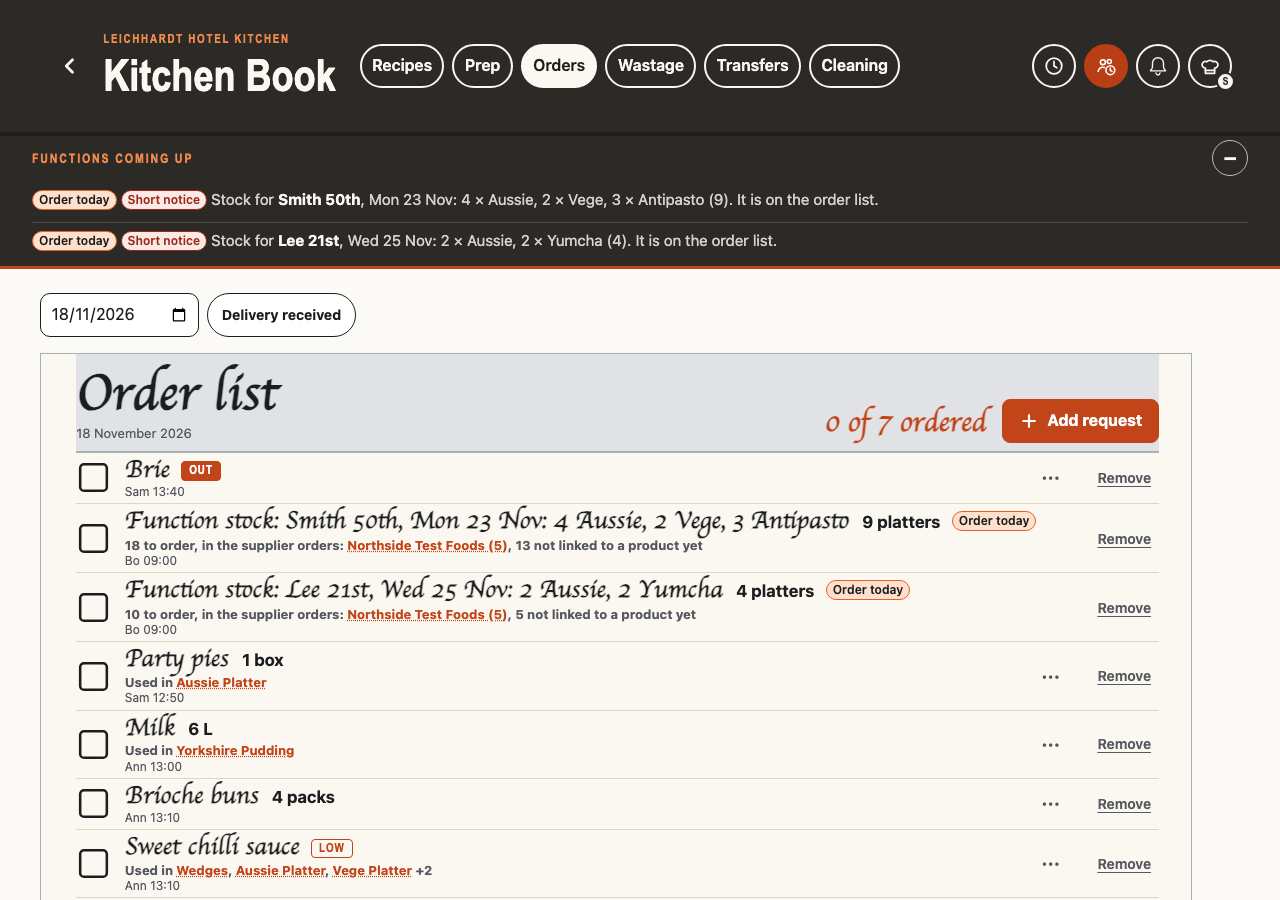 LEICHHARDT HOTEL KITCHEN
Kitchen Book
Recipes Prep Orders Wastage Transfers Cleaning
S
FUNCTIONS COMING UP
Order today Short notice Stock for Smith 50th, Mon 23 Nov: 4 × Aussie, 2 × Vege, 3 × Antipasto (9). It is on the order list.
Order today Short notice Stock for Lee 21st, Wed 25 Nov: 2 × Aussie, 2 × Yumcha (4). It is on the order list.
18/11/2026 Delivery received
Order list
18 November 2026
0 of 7 ordered + Add request
Brie OUT
Sam 13:40
... Remove
Function stock: Smith 50th, Mon 23 Nov: 4 Aussie, 2 Vege, 3 Antipasto 9 platters Order today
18 to order, in the supplier orders: Northside Test Foods (5), 13 not linked to a product yet
Bo 09:00
Remove
Function stock: Lee 21st, Wed 25 Nov: 2 Aussie, 2 Yumcha 4 platters Order today
10 to order, in the supplier orders: Northside Test Foods (5), 5 not linked to a product yet
Bo 09:00
Remove
Party pies 1 box
Used in Aussie Platter
Sam 12:50
... Remove
Milk 6 L
Used in Yorkshire Pudding
Ann 13:00
... Remove
Brioche buns 4 packs
Ann 13:10
... Remove
Sweet chilli sauce LOW
Used in Wedges, Aussie Platter, Vege Platter +2
Ann 13:10
... Remove